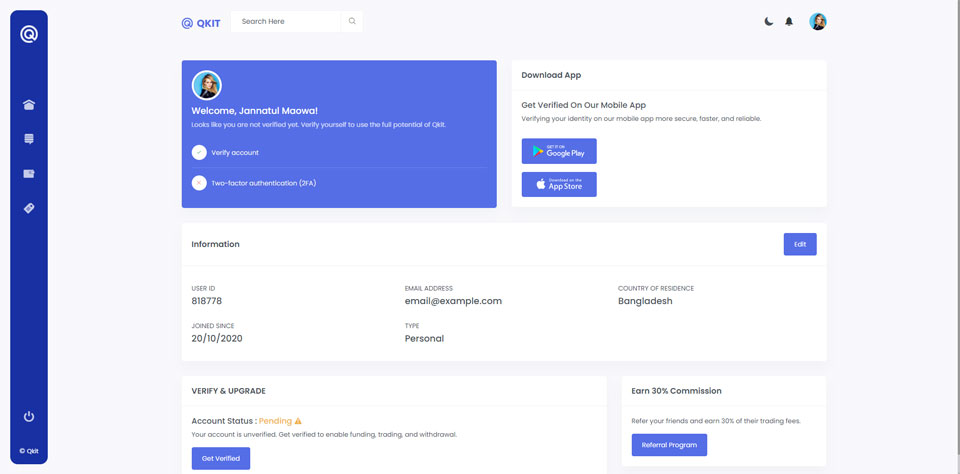 QKIT
Search Here
Welcome, Jannatul Maowa!
Looks like you are not verified yet. Verify yourself to use the full potential of Qkit.
Verify account
Two-factor authentication (2FA)
Download App
Get Verified On Our Mobile App
Verifying your identity on our mobile app more secure, faster, and reliable.
GET IT ON
Google Play
Download on the
App Store
Information
Edit
USER ID
818778
EMAIL ADDRESS
email@example.com
COUNTRY OF RESIDENCE
Bangladesh
JOINED SINCE
20/10/2020
TYPE
Personal
VERIFY & UPGRADE
Account Status : Pending
Your account is unverified. Get verified to enable funding, trading, and withdrawal.
Get Verified
Earn 30% Commission
Refer your friends and earn 30% of their trading fees.
Referral Program
© Qkit